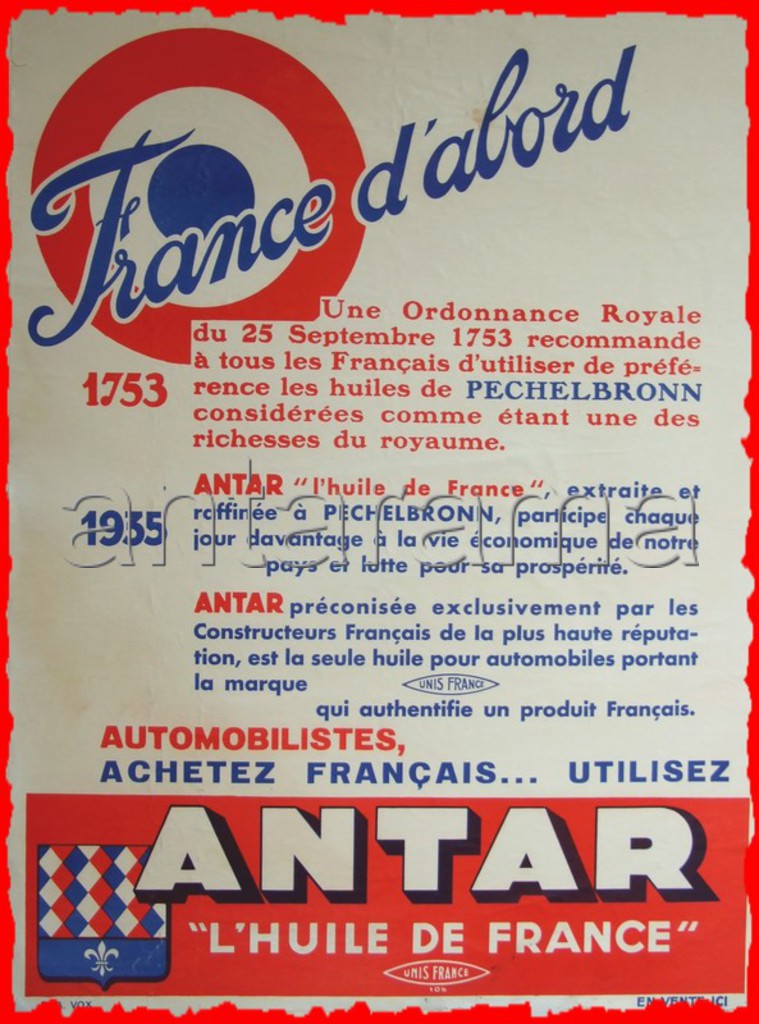 France d'abord
Une Ordonnance Royale
du 25 Septembre 1753 recommande
à tous les Français d'utiliser de préfé=
1753
rence les huiles de PECHELBRONN
considérées comme étant une des
richesses du royaume.
ANTAR "l'huile de France", extraite et
1935
raffinée à PECHELBRONN, participe chaque
antarama
jour davantage à la vie économique de notre
pays et lutte pour sa prospérité.
ANTAR préconisée exclusivement par les
Constructeurs Français de la plus haute réputa-
tion, est la seule huile pour automobiles portant
la marque UNIS FRANCE
qui authentifie un produit Français.
AUTOMOBILISTES,
ACHETEZ FRANÇAIS... UTILISEZ
ANTAR
"L'HUILE DE FRANCE"
UNIS FRANCE
VOX
EN VENTE ICI